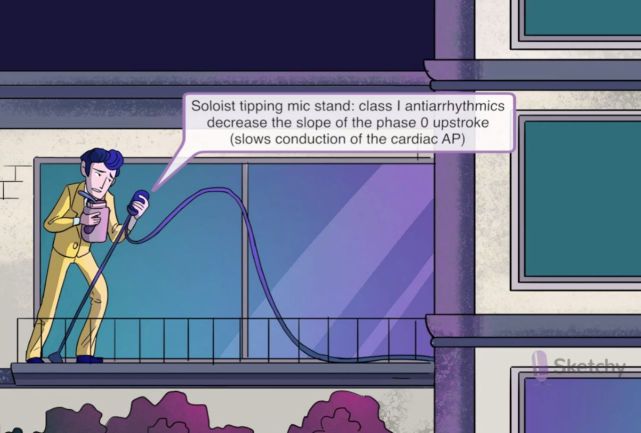 Soloist tipping mic stand: class I antiarrhythmics
decrease the slope of the phase 0 upstroke
(slows conduction of the cardiac AP)
Sketchy